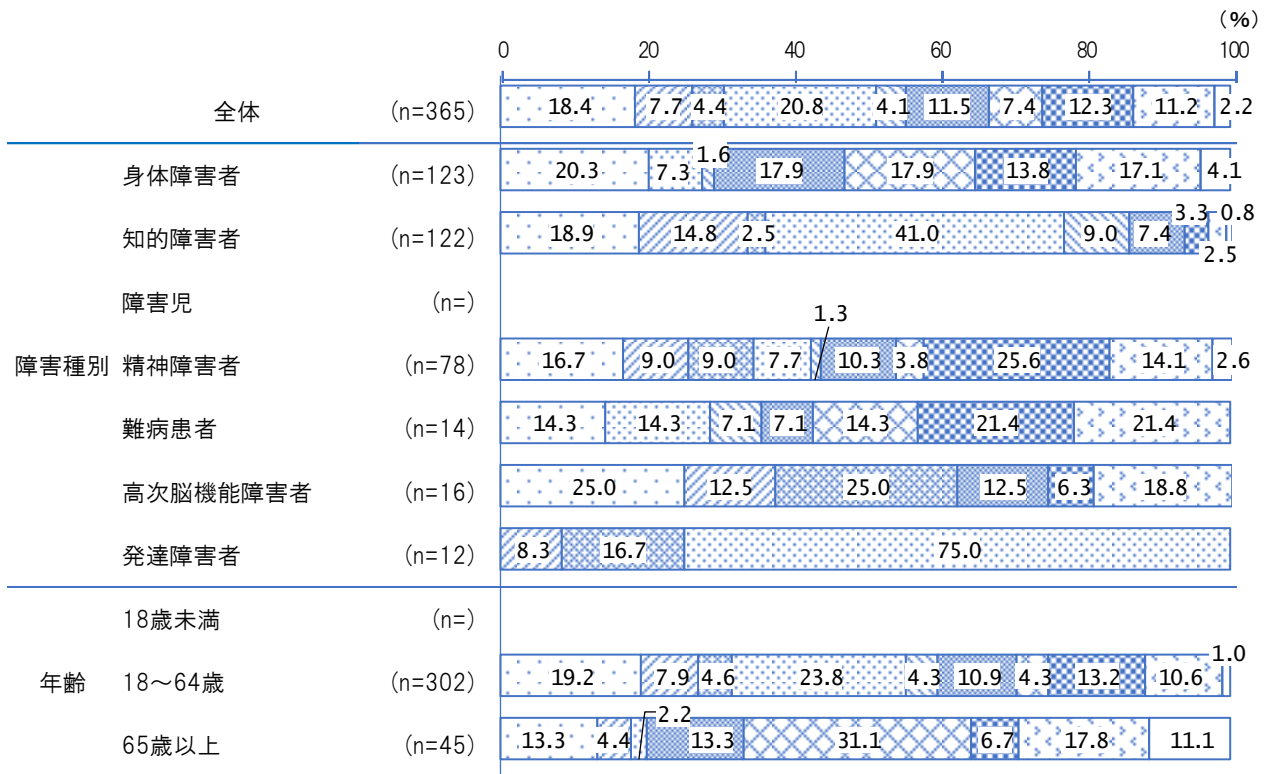 (%)
0 20 40 60 80 100
全体 (n=365) 18.4 7.7 4.4 20.8 4.1 11.5 7.4 12.3 11.2 2.2
身体障害者 (n=123) 20.3 7.3 1.6 17.9 17.9 13.8 17.1 4.1
知的障害者 (n=122) 18.9 14.8 2.5 41.0 9.0 7.4 3.3 2.5 0.8
障害児 (n=)
障害種別 精神障害者 (n=78) 16.7 9.0 9.0 7.7 1.3 10.3 3.8 25.6 14.1 2.6
難病患者 (n=14) 14.3 14.3 7.1 7.1 14.3 21.4 21.4
高次脳機能障害者 (n=16) 25.0 12.5 25.0 12.5 6.3 18.8
発達障害者 (n=12) 8.3 16.7 75.0
18歳未満 (n=)
年齢 18～64歳 (n=302) 19.2 7.9 4.6 23.8 4.3 10.9 4.3 13.2 10.6 1.0
65歳以上 (n=45) 13.3 4.4 2.2 13.3 31.1 6.7 17.8 11.1